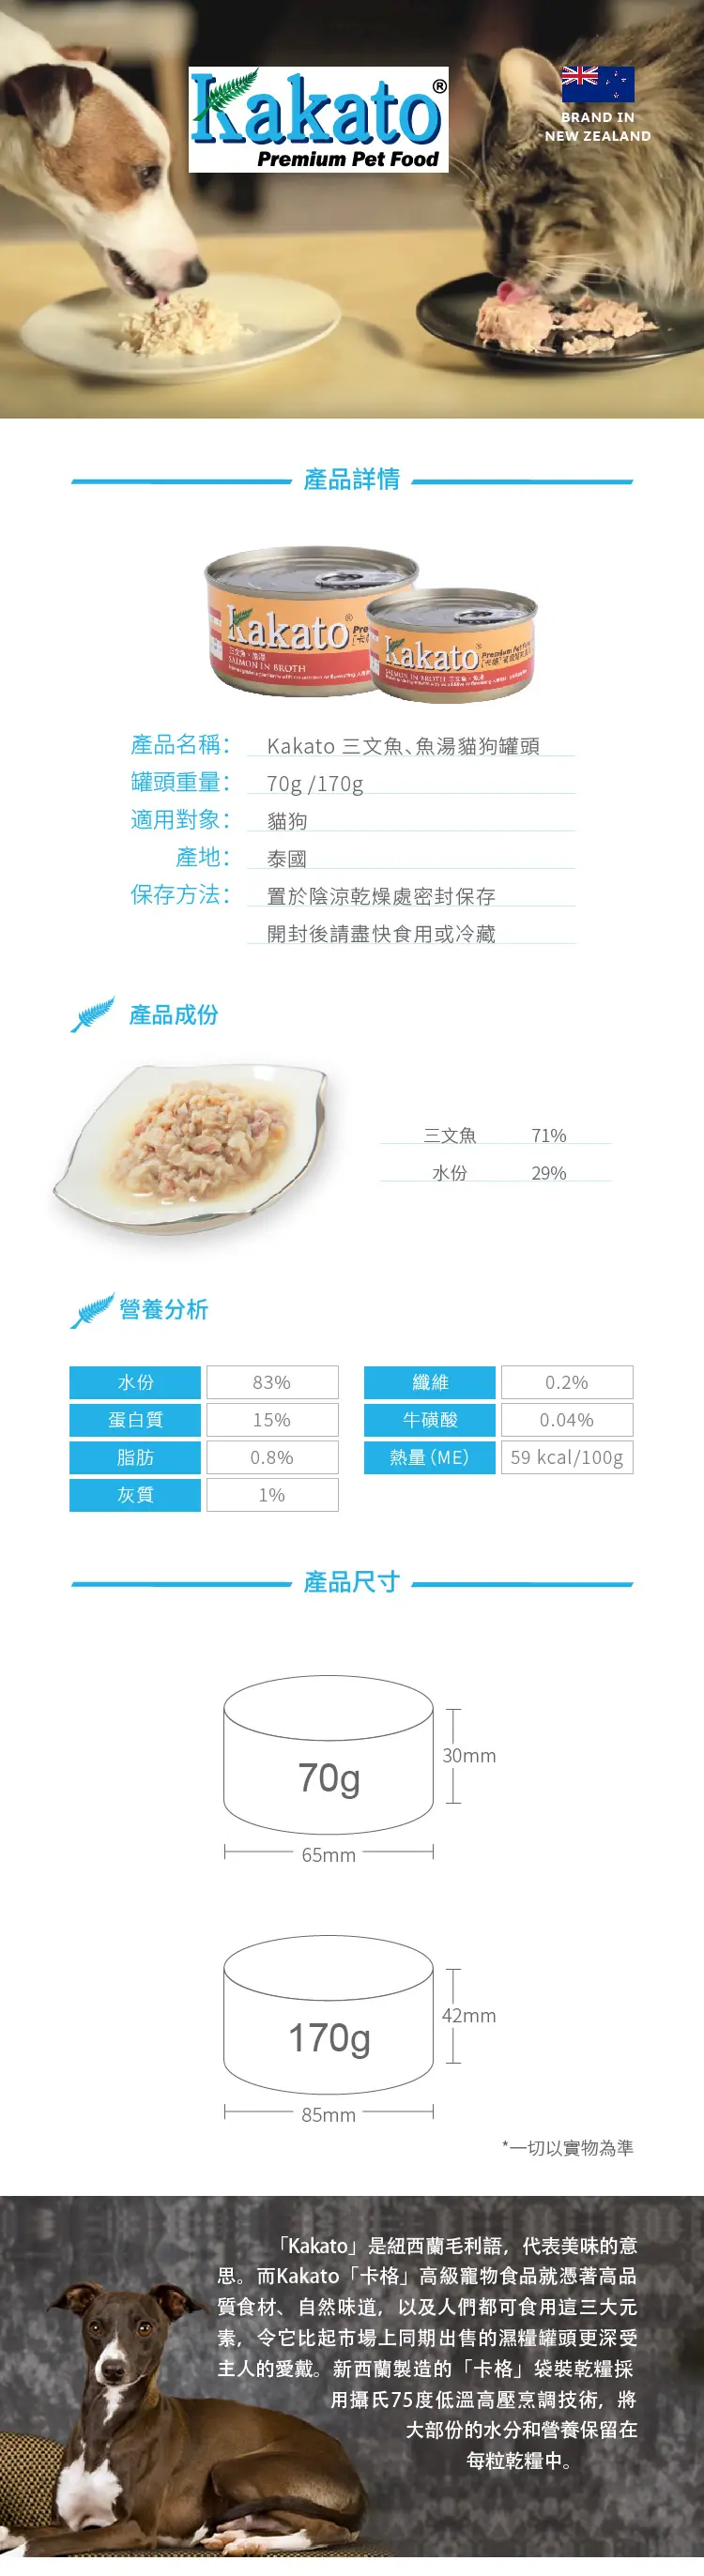 Kakato®
Premium Pet Food
BRAND IN
NEW ZEALAND
產品詳情
Kakato®
三文魚、魚湯
SALMON IN BROTH
Kakato®
Premium Pet Food
SALMON IN BROTH 三文魚、魚湯
產品名稱： Kakato 三文魚、魚湯貓狗罐頭
罐頭重量： 70g /170g
適用對象： 貓狗
產地： 泰國
保存方法： 置於陰涼乾燥處密封保存
開封後請盡快食用或冷藏
產品成份
三文魚 71%
水份 29%
營養分析
水份 83% 纖維 0.2%
蛋白質 15% 牛磺酸 0.04%
脂肪 0.8% 熱量（ME） 59 kcal/100g
灰質 1%
產品尺寸
70g
30mm
65mm
170g
42mm
85mm
*一切以實物為準
「Kakato」是紐西蘭毛利語，代表美味的意
思。而Kakato「卡格」高級寵物食品就憑著高品
質食材、自然味道，以及人們都可食用這三大元
素，令它比起市場上同期出售的濕糧罐頭更深受
主人的愛戴。新西蘭製造的「卡格」袋裝乾糧採
用攝氏75度低溫高壓烹調技術，將
大部份的水分和營養保留在
每粒乾糧中。